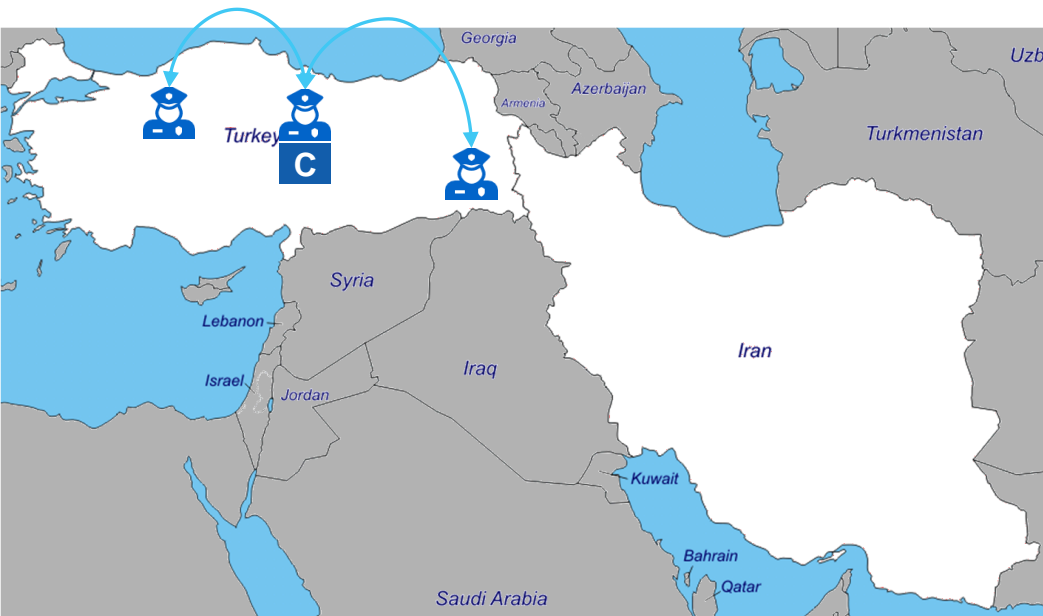 Georgia
Uzb
Azerbaijan
Armenia
Turkey
Turkmenistan
C
Syria
Lebanon
Iran
Iraq
Israel
Jordan
Kuwait
Bahrain
Qatar
Saudi Arabia